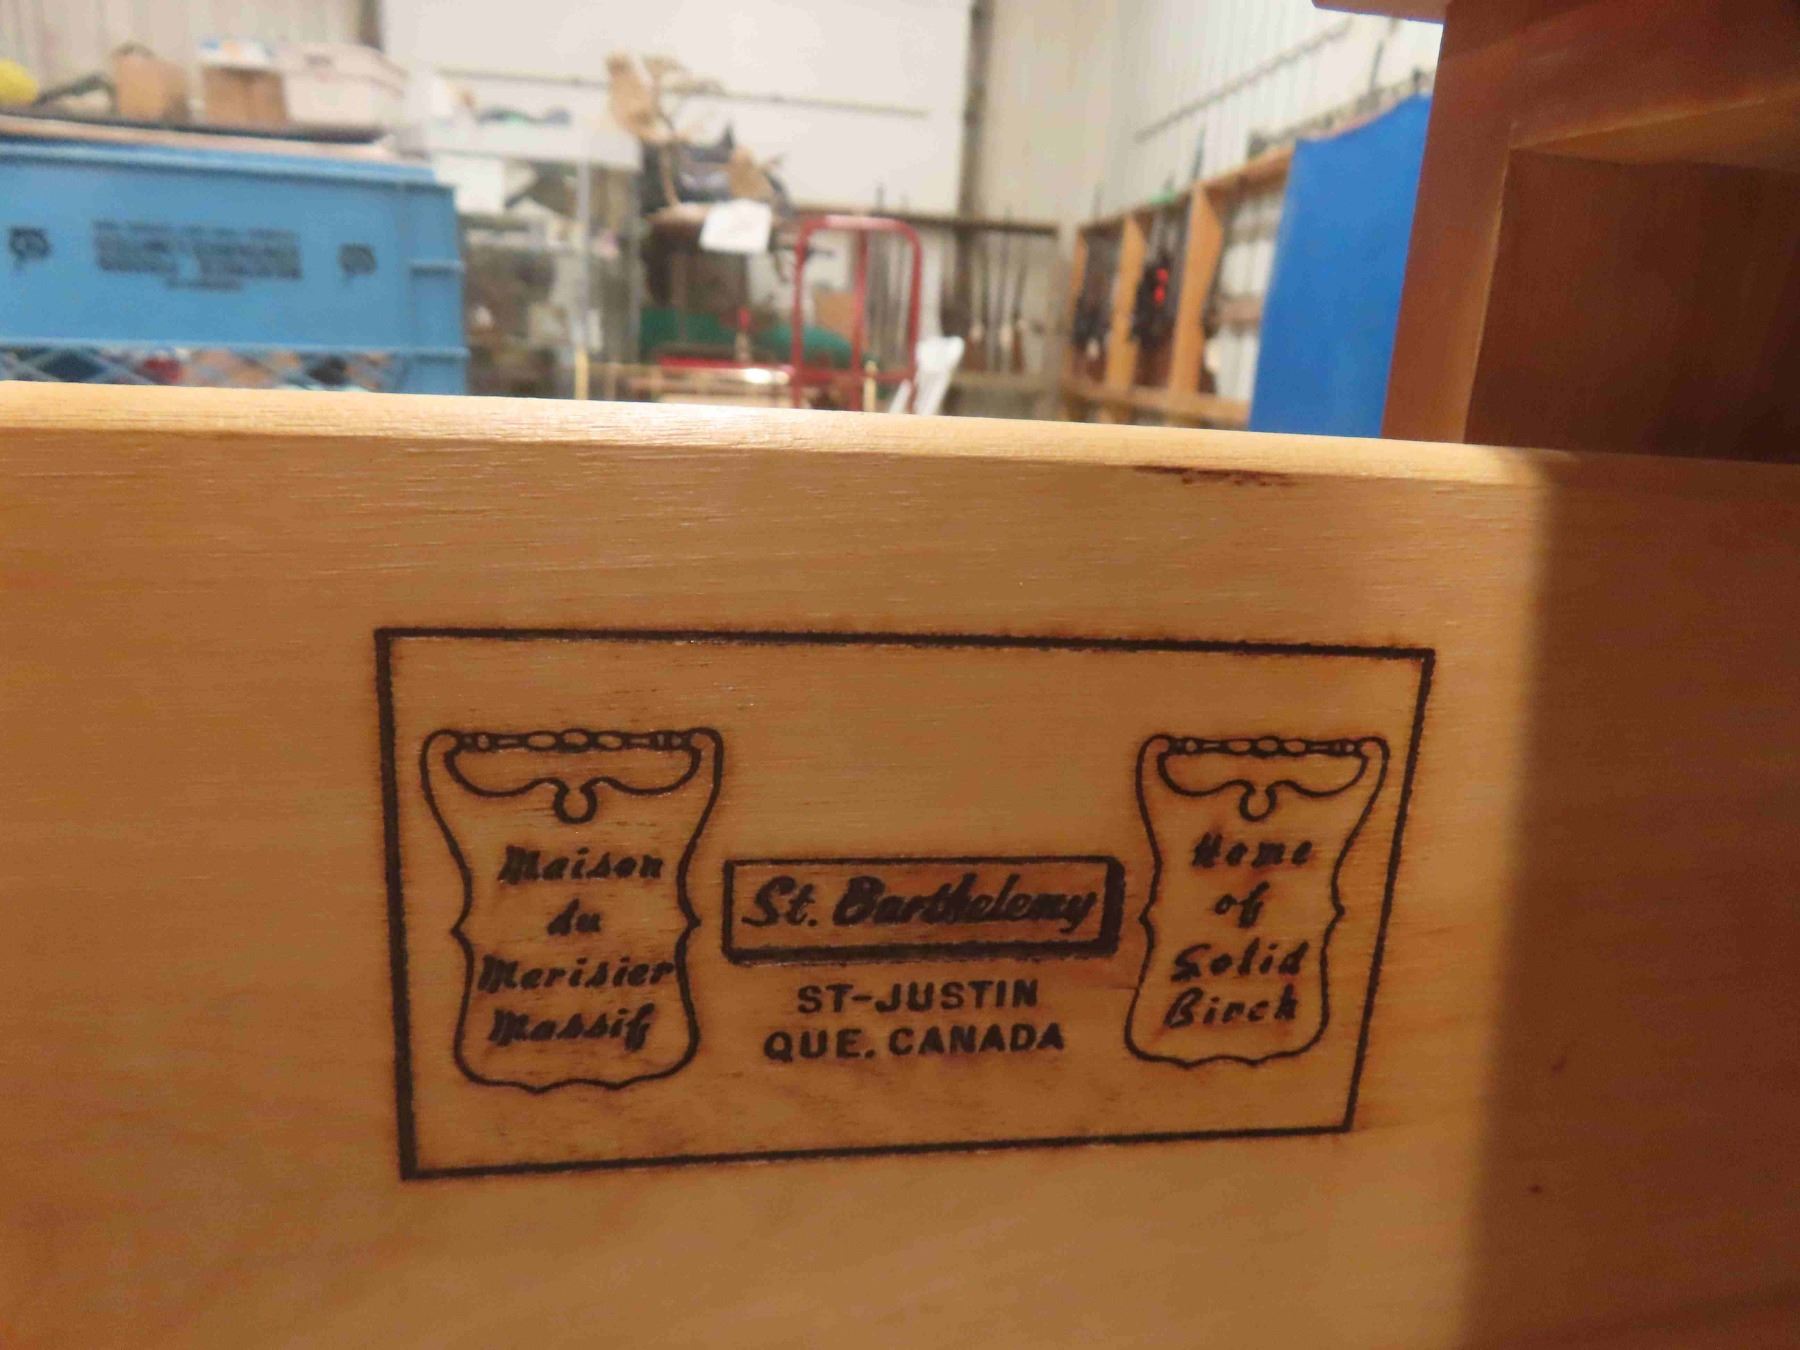 Maison
du
Merisier
Massif
St. Barthelemy
ST-JUSTIN
QUE. CANADA
Home
of
Solid
Birch